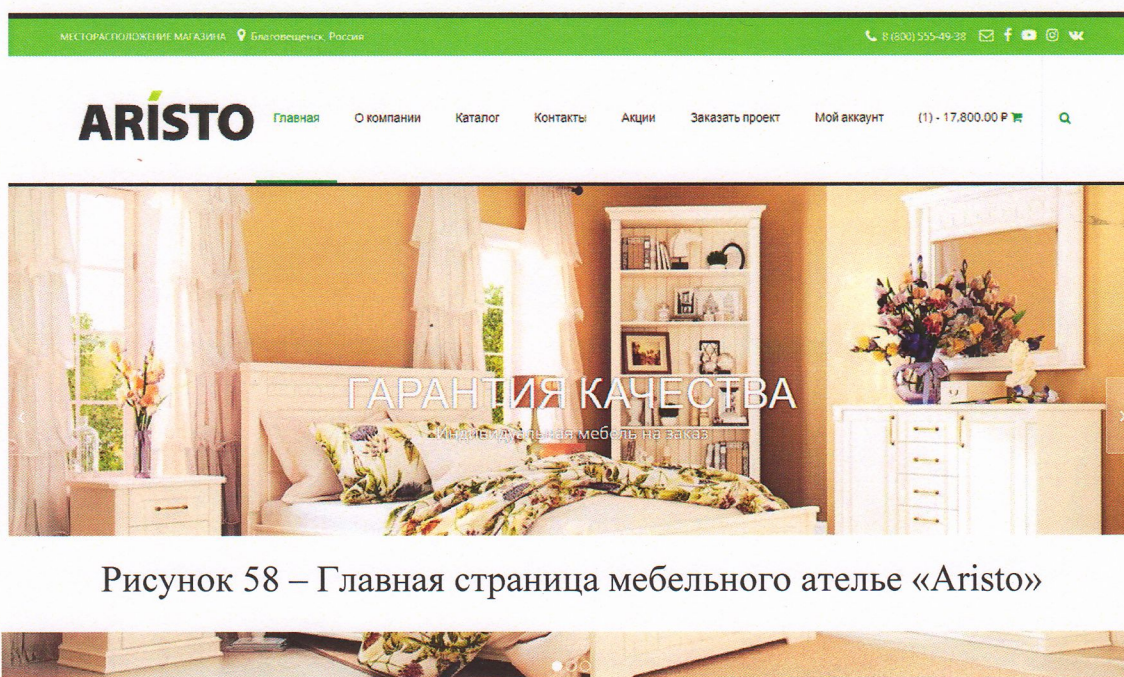 МЕСТОРАСПОЛОЖЕНИЕ МАГАЗИНА Благовещенск, Россия 8 (800) 555-49-38
ARISTO Главная О компании Каталог Контакты Акции Заказать проект Мой аккаунт (1) - 17,800.00 ₽
ГАРАНТИЯ КАЧЕСТВА
Индивидуальная мебель на заказ
Рисунок 58 – Главная страница мебельного ателье «Aristo»